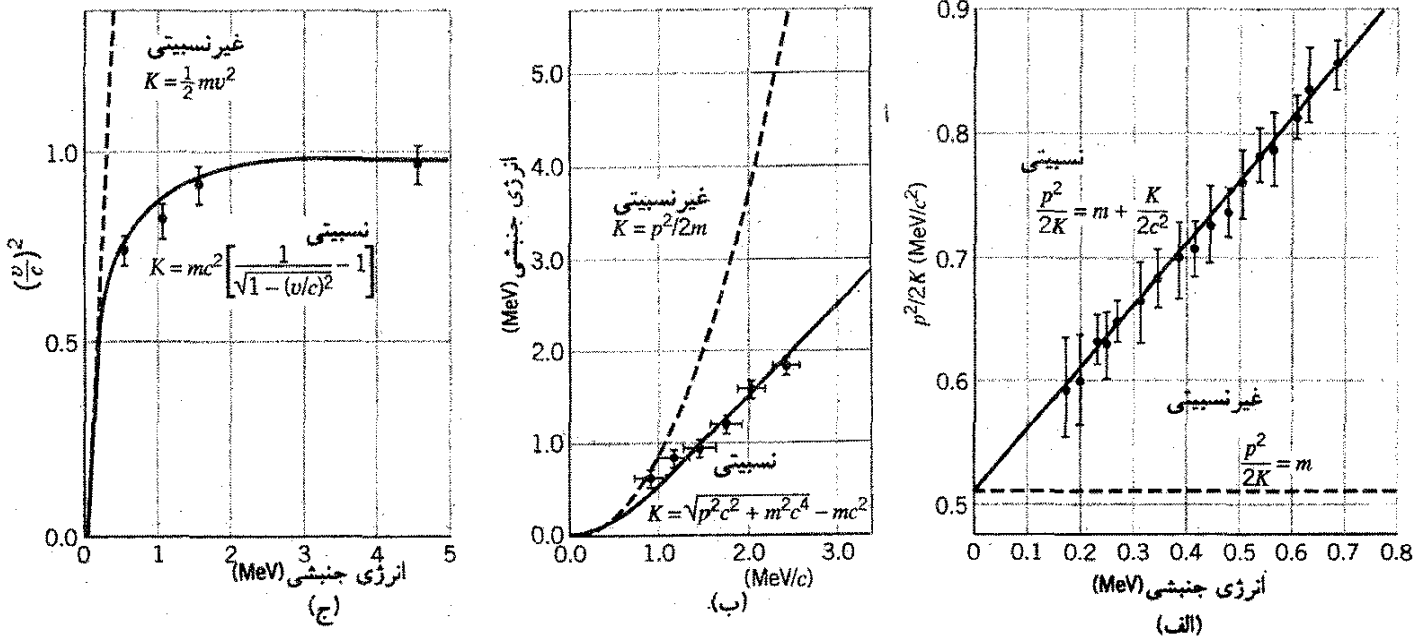 1.0
0.5
0.0
0 1 2 3 4 5
(υ/c)²
غیرنسبیتی
K = ½ mυ²
نسبیتی
K = mc² [1/√(1 − (υ/c)²) − 1]
انرژی جنبشی (MeV)
(ج)
5.0
4.0
3.0
2.0
1.0
0.0
0.0 1.0 2.0 3.0
انرژی جنبشی (MeV)
غیرنسبیتی
K = p²/2m
نسبیتی
K = √(p²c² + m²c⁴) − mc²
(MeV/c)
(ب)
0.9
0.8
0.7
0.6
0.5
0 0.1 0.2 0.3 0.4 0.5 0.6 0.7 0.8
p²/2K (MeV/c²)
نسبیتی
p²/2K = m + K/2c²
غیرنسبیتی
p²/2K = m
انرژی جنبشی (MeV)
(الف)